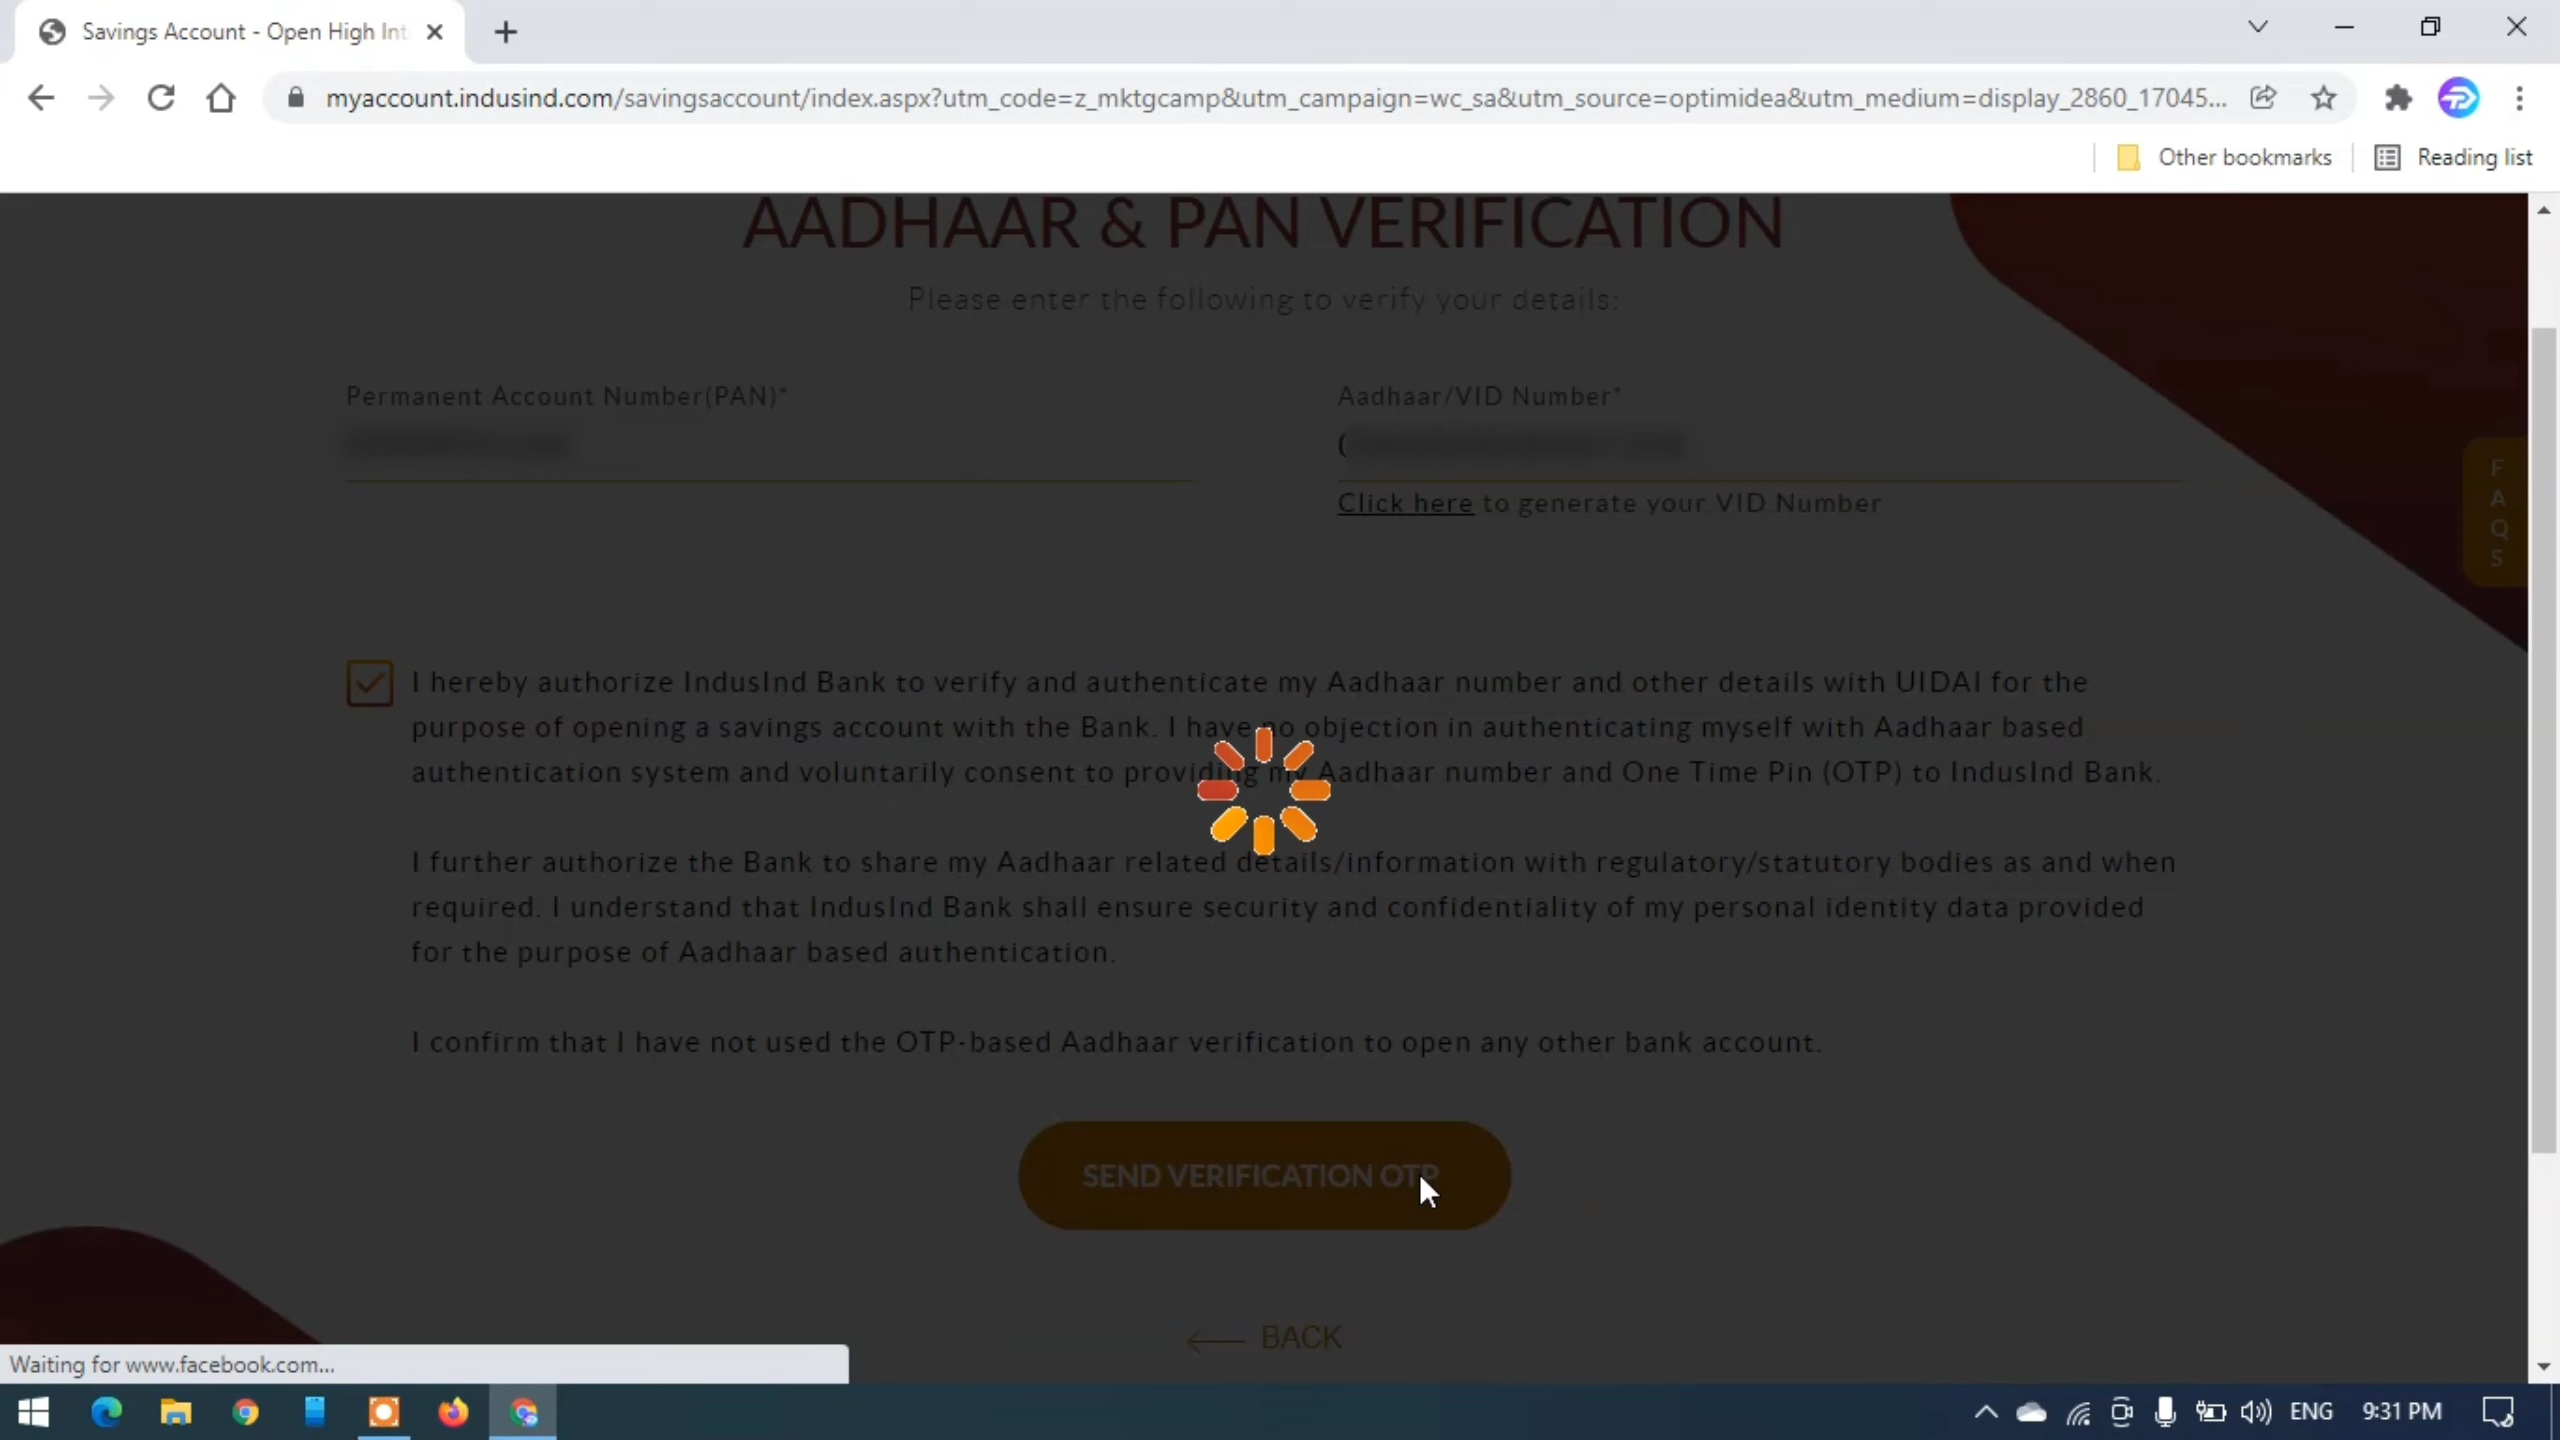 Savings Account - Open High Int
myaccount.indusind.com/savingsaccount/index.aspx?utm_code=z_mktgcamp&utm_campaign=wc_sa&utm_source=optimidea&utm_medium=display_2860_17045...
Other bookmarks
Reading list
AADHAAR & PAN VERIFICATION
Please enter the following to verify your details:
Permanent Account Number(PAN)*
Aadhaar/VID Number*
(
Click here to generate your VID Number
FAQS
I hereby authorize IndusInd Bank to verify and authenticate my Aadhaar number and other details with UIDAI for the
purpose of opening a savings account with the Bank. I have no objection in authenticating myself with Aadhaar based
authentication system and voluntarily consent to providing my Aadhaar number and One Time Pin (OTP) to IndusInd Bank.
I further authorize the Bank to share my Aadhaar related details/information with regulatory/statutory bodies as and when
required. I understand that IndusInd Bank shall ensure security and confidentiality of my personal identity data provided
for the purpose of Aadhaar based authentication.
I confirm that I have not used the OTP-based Aadhaar verification to open any other bank account.
SEND VERIFICATION OTP
BACK
Waiting for www.facebook.com...
ENG
9:31 PM